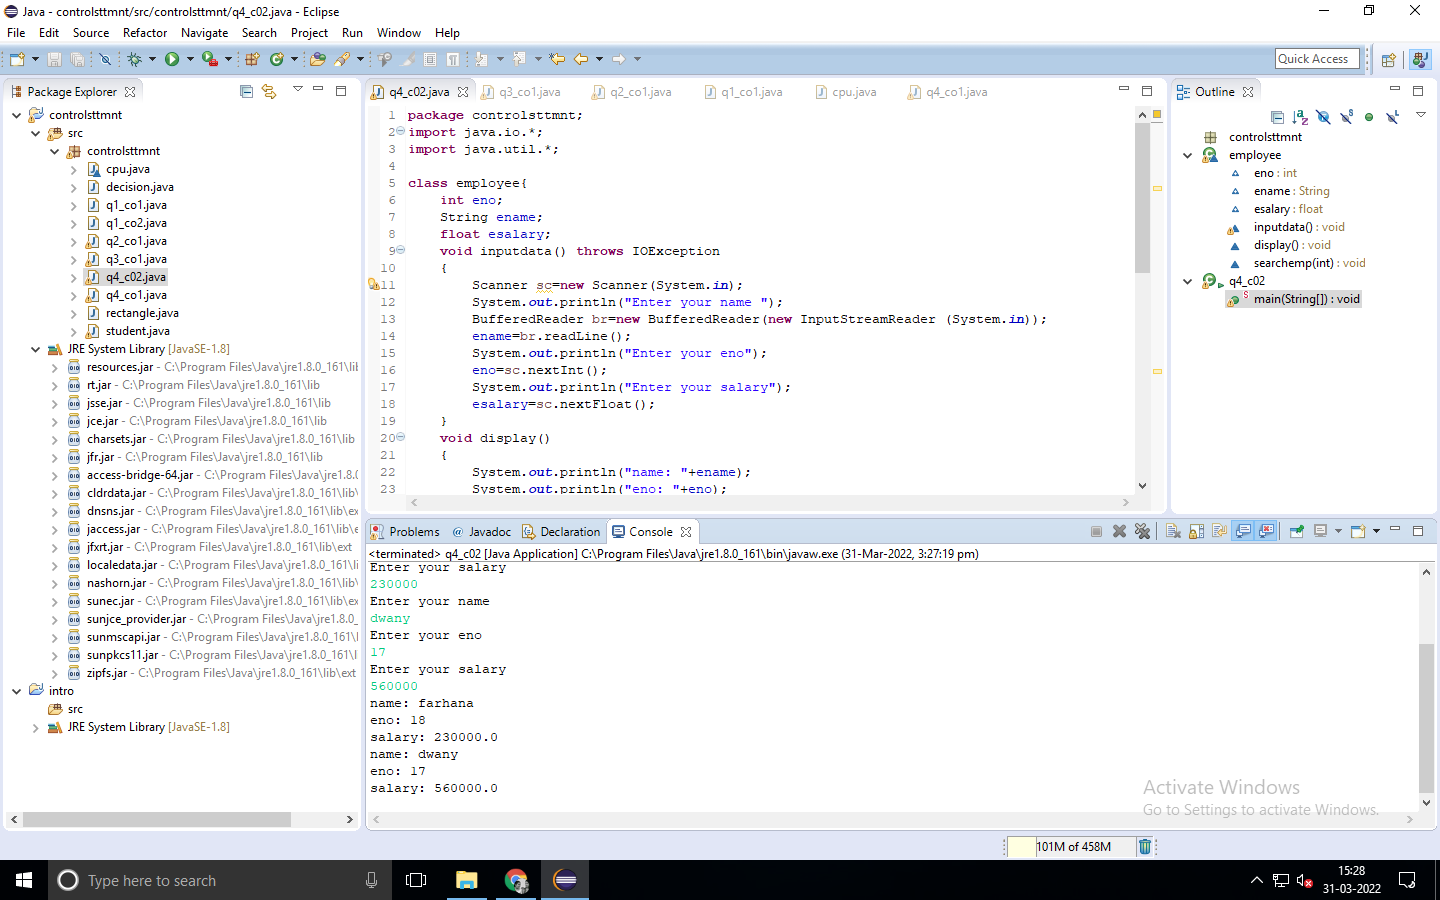 Java - controlsttmnt/src/controlsttmnt/q4_c02.java - Eclipse
File Edit Source Refactor Navigate Search Project Run Window Help
Quick Access
Package Explorer
controlsttmnt
src
controlsttmnt
cpu.java
decision.java
q1_co1.java
q1_co2.java
q2_co1.java
q3_co1.java
q4_c02.java
q4_co1.java
rectangle.java
student.java
JRE System Library [JavaSE-1.8]
resources.jar - C:\Program Files\Java\jre1.8.0_161\lib
rt.jar - C:\Program Files\Java\jre1.8.0_161\lib
jsse.jar - C:\Program Files\Java\jre1.8.0_161\lib
jce.jar - C:\Program Files\Java\jre1.8.0_161\lib
charsets.jar - C:\Program Files\Java\jre1.8.0_161\lib
jfr.jar - C:\Program Files\Java\jre1.8.0_161\lib
access-bridge-64.jar - C:\Program Files\Java\jre1.8.(
cldrdata.jar - C:\Program Files\Java\jre1.8.0_161\lib\
dnsns.jar - C:\Program Files\Java\jre1.8.0_161\lib\ex
jaccess.jar - C:\Program Files\Java\jre1.8.0_161\lib\e
jfxrt.jar - C:\Program Files\Java\jre1.8.0_161\lib\ext
localedata.jar - C:\Program Files\Java\jre1.8.0_161\li
nashorn.jar - C:\Program Files\Java\jre1.8.0_161\lib\
sunec.jar - C:\Program Files\Java\jre1.8.0_161\lib\ex
sunjce_provider.jar - C:\Program Files\Java\jre1.8.0_
sunmscapi.jar - C:\Program Files\Java\jre1.8.0_161\l
sunpkcs11.jar - C:\Program Files\Java\jre1.8.0_161\l
zipfs.jar - C:\Program Files\Java\jre1.8.0_161\lib\ext
intro
src
JRE System Library [JavaSE-1.8]
q4_c02.java q3_co1.java q2_co1.java q1_co1.java cpu.java q4_co1.java
1 package controlsttmnt;
2 import java.io.*;
3 import java.util.*;
4
5 class employee{
6 int eno;
7 String ename;
8 float esalary;
9 void inputdata() throws IOException
10 {
11 Scanner sc=new Scanner(System.in);
12 System.out.println("Enter your name ");
13 BufferedReader br=new BufferedReader(new InputStreamReader (System.in));
14 ename=br.readLine();
15 System.out.println("Enter your eno");
16 eno=sc.nextInt();
17 System.out.println("Enter your salary");
18 esalary=sc.nextFloat();
19 }
20 void display()
21 {
22 System.out.println("name: "+ename);
23 System.out.println("eno: "+eno);
Outline
controlsttmnt
employee
eno : int
ename : String
esalary : float
inputdata() : void
display() : void
searchemp(int) : void
q4_c02
main(String[]) : void
Problems @ Javadoc Declaration Console
<terminated> q4_c02 [Java Application] C:\Program Files\Java\jre1.8.0_161\bin\javaw.exe (31-Mar-2022, 3:27:19 pm)
Enter your salary
230000
Enter your name
dwany
Enter your eno
17
Enter your salary
560000
name: farhana
eno: 18
salary: 230000.0
name: dwany
eno: 17
salary: 560000.0
Activate Windows
Go to Settings to activate Windows.
101M of 458M
Type here to search
15:28
31-03-2022